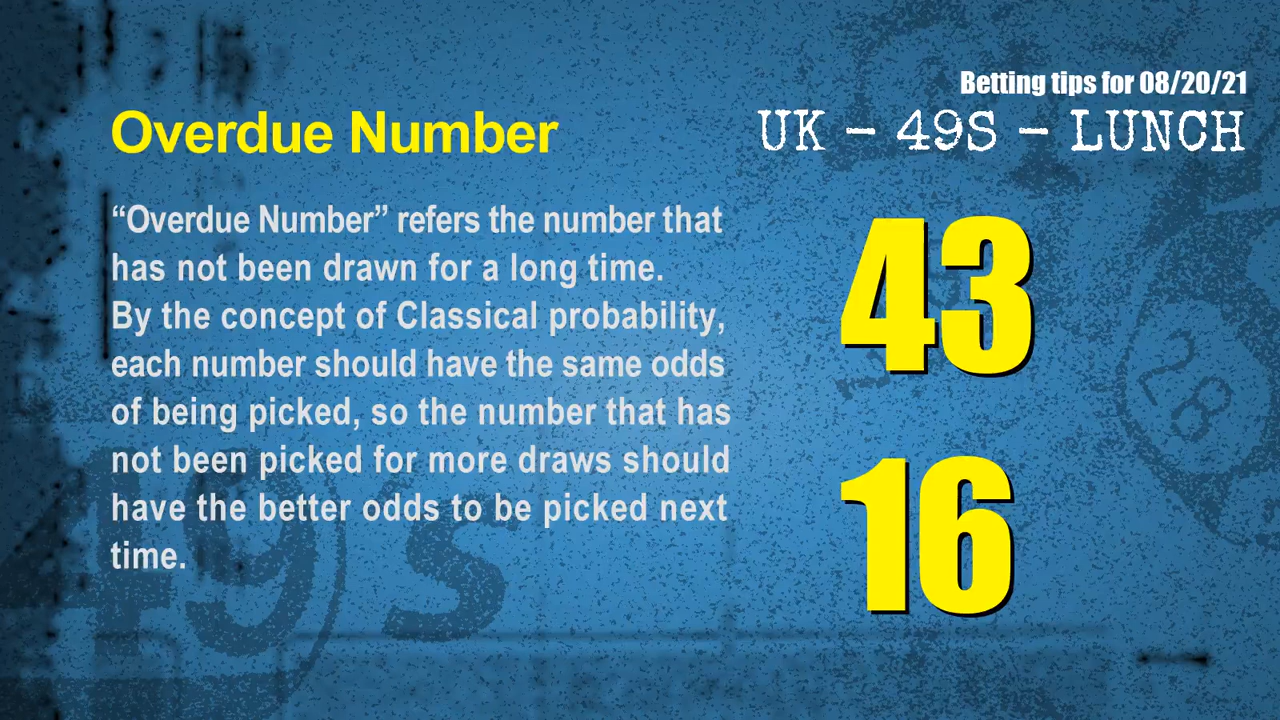 Betting tips for 08/20/21
UK - 49S - LUNCH
Overdue Number
“Overdue Number” refers the number that
has not been drawn for a long time.
By the concept of Classical probability,
each number should have the same odds
of being picked, so the number that has
not been picked for more draws should
have the better odds to be picked next
time.
43
16
49
s
28